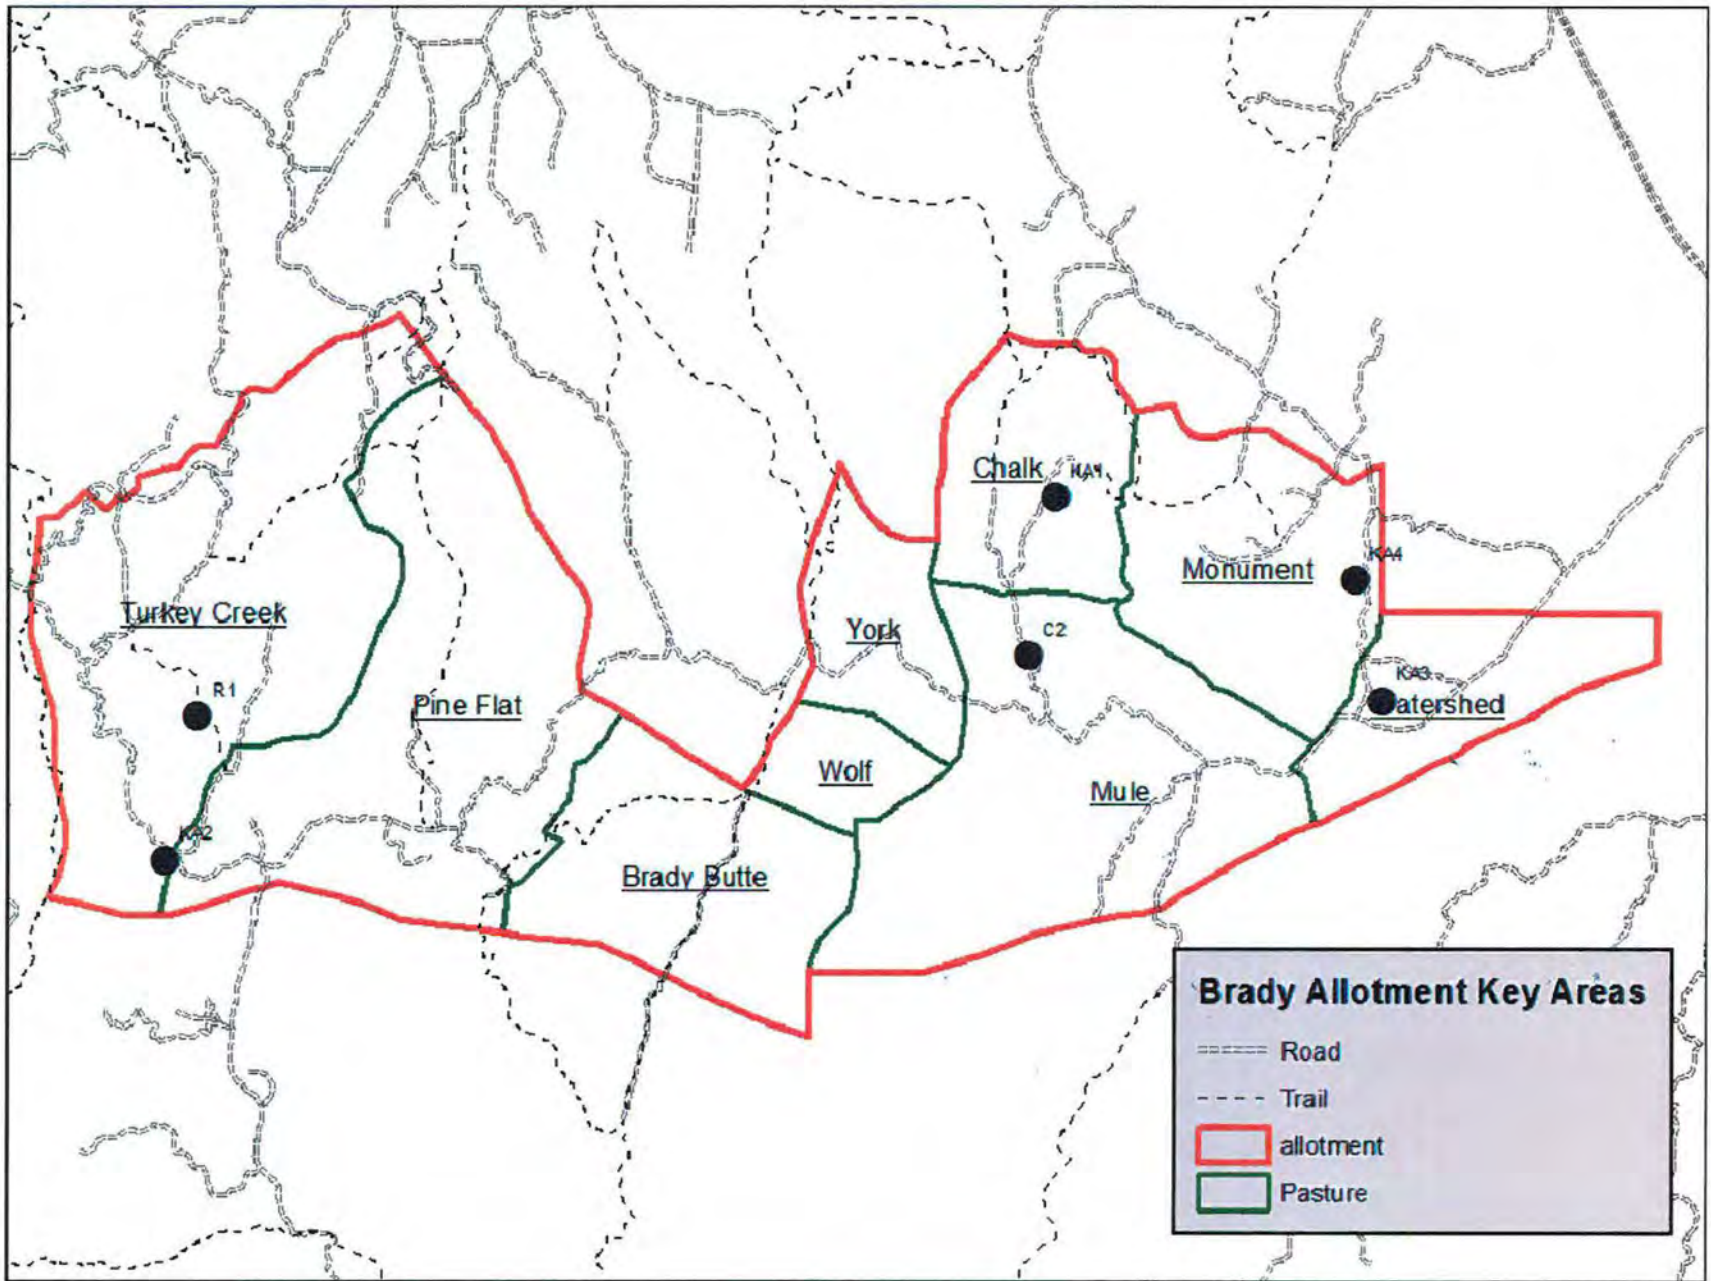 Chalk
KA1
KA4
Monument
Turkey Creek
York
C2
KA3
R1
Pine Flat
atershed
Wolf
Mule
KA2
Brady Butte
Brady Allotment Key Areas
Road
Trail
allotment
Pasture